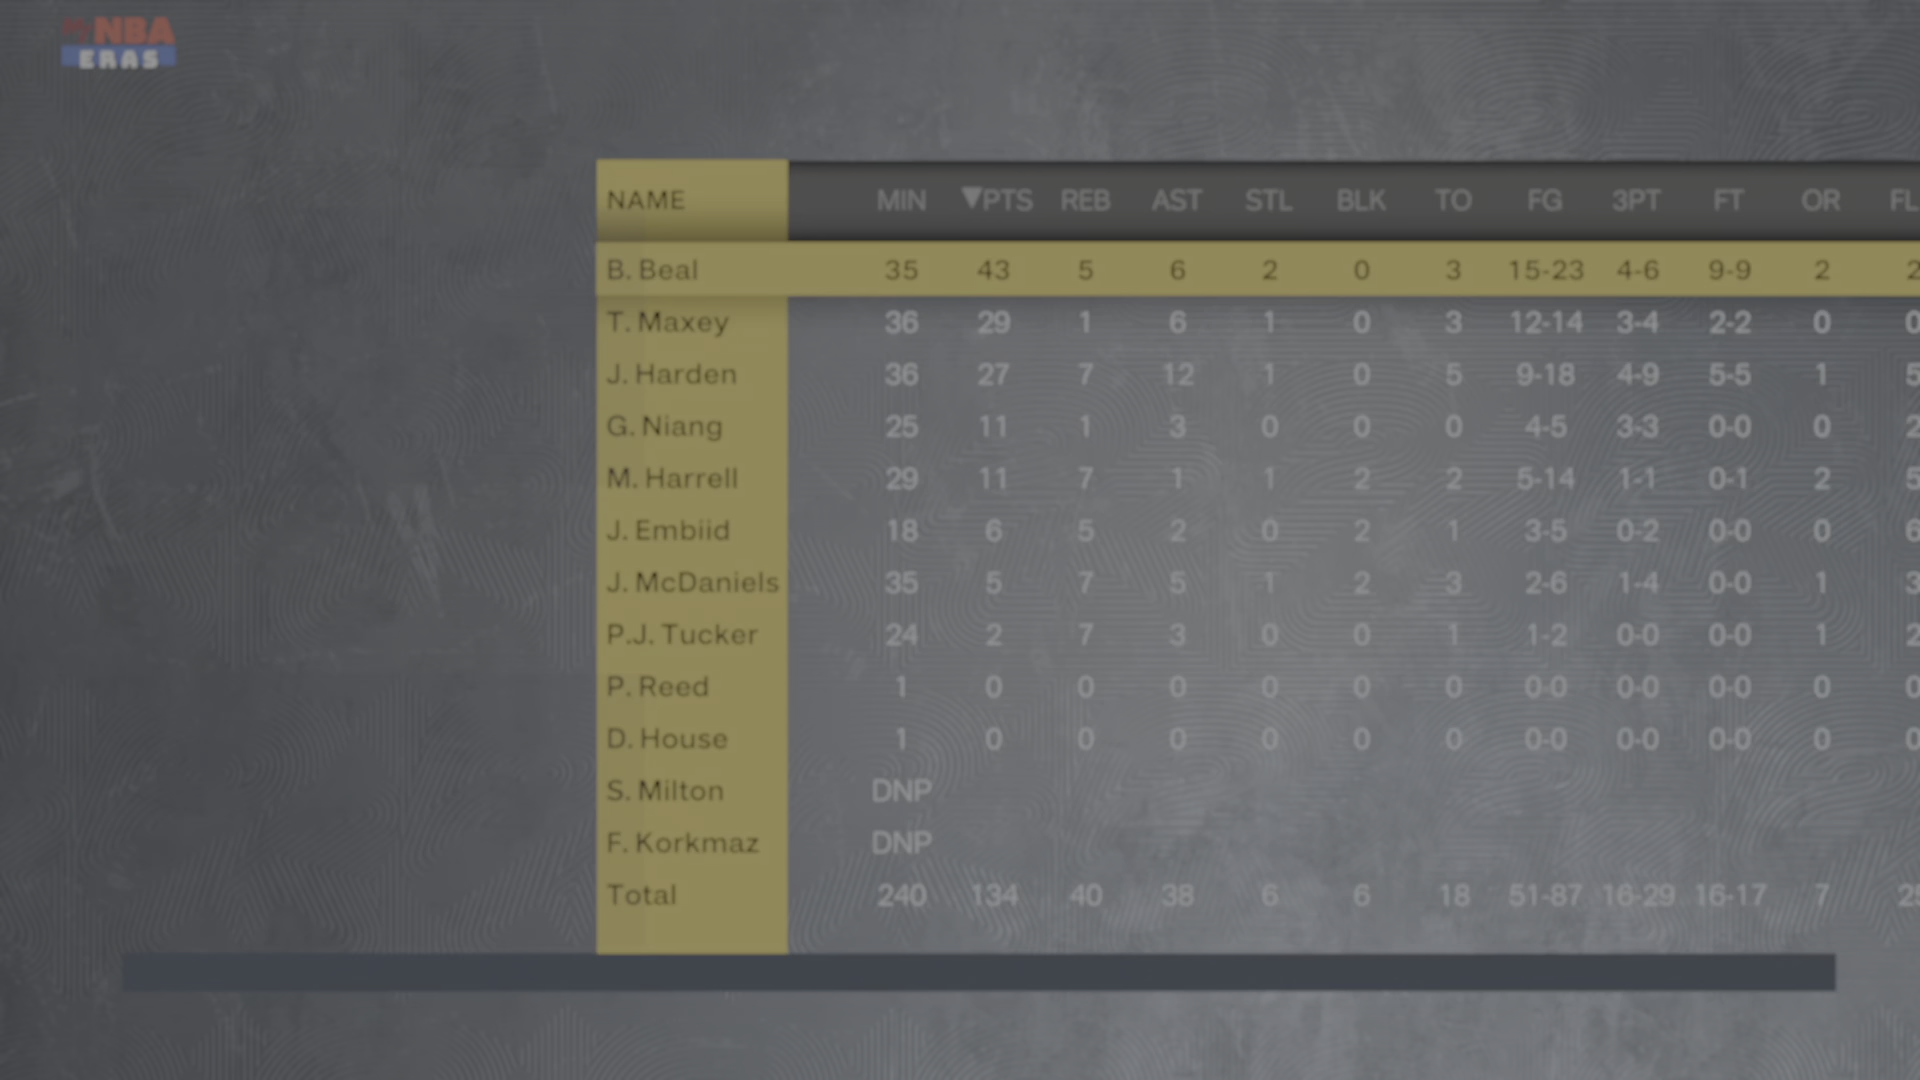 NBA
ERAS
NAME MIN ▼PTS REB AST STL BLK TO FG 3PT FT OR FL
B. Beal 35 43 5 6 2 0 3 15-23 4-6 9-9 2 2
T. Maxey 36 29 1 6 1 0 3 12-14 3-4 2-2 0 0
J. Harden 36 27 7 12 1 0 5 9-18 4-9 5-5 1 5
G. Niang 25 11 1 3 0 0 0 4-5 3-3 0-0 0 2
M. Harrell 29 11 7 1 1 2 2 5-14 1-1 0-1 2 5
J. Embiid 18 6 5 2 0 2 1 3-5 0-2 0-0 0 6
J. McDaniels 35 5 7 5 1 2 3 2-6 1-4 0-0 1 3
P.J. Tucker 24 2 7 3 0 0 1 1-2 0-0 0-0 1 2
P. Reed 1 0 0 0 0 0 0 0-0 0-0 0-0 0 0
D. House 1 0 0 0 0 0 0 0-0 0-0 0-0 0 0
S. Milton DNP
F. Korkmaz DNP
Total 240 134 40 38 6 6 18 51-87 16-29 16-17 7 25